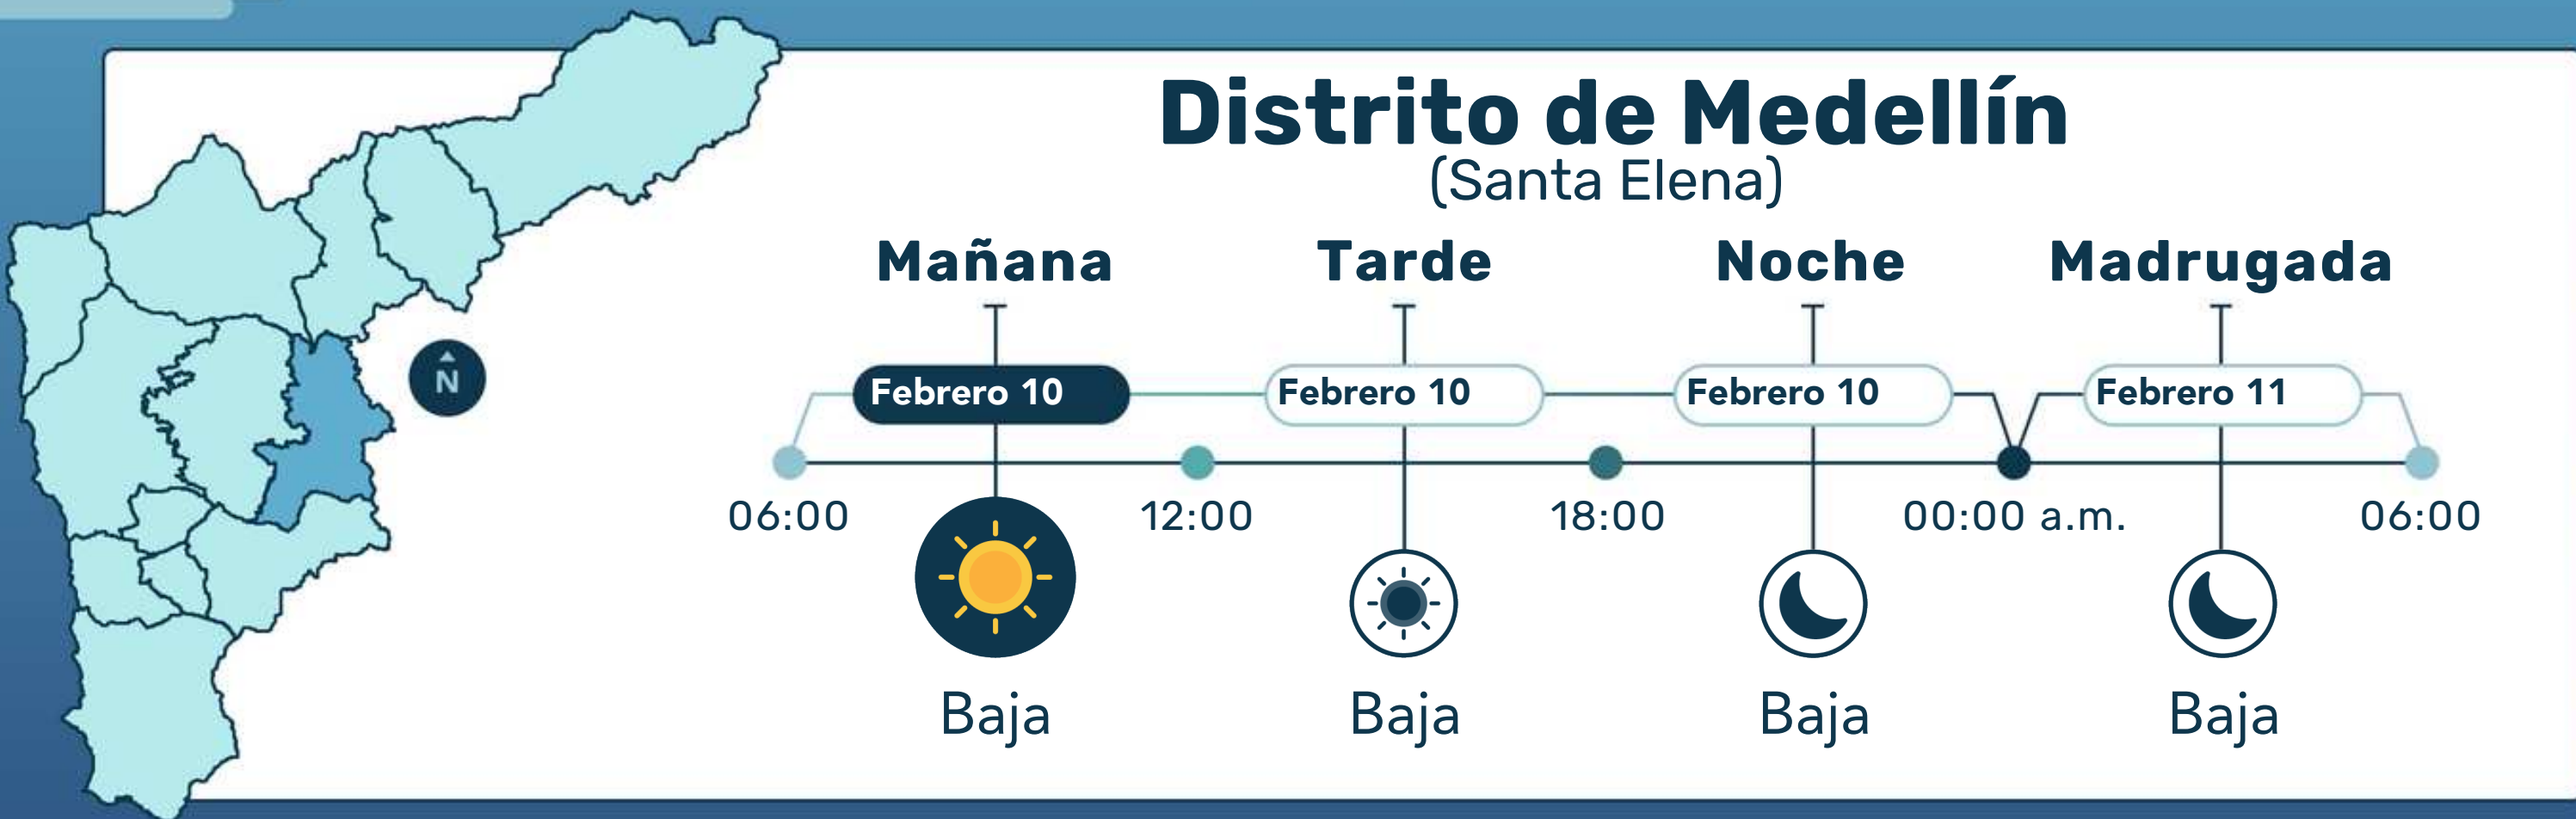 Distrito de Medellín
(Santa Elena)
Mañana Tarde Noche Madrugada
N
Febrero 10 Febrero 10 Febrero 10 Febrero 11
06:00 12:00 18:00 00:00 a.m. 06:00
Baja Baja Baja Baja